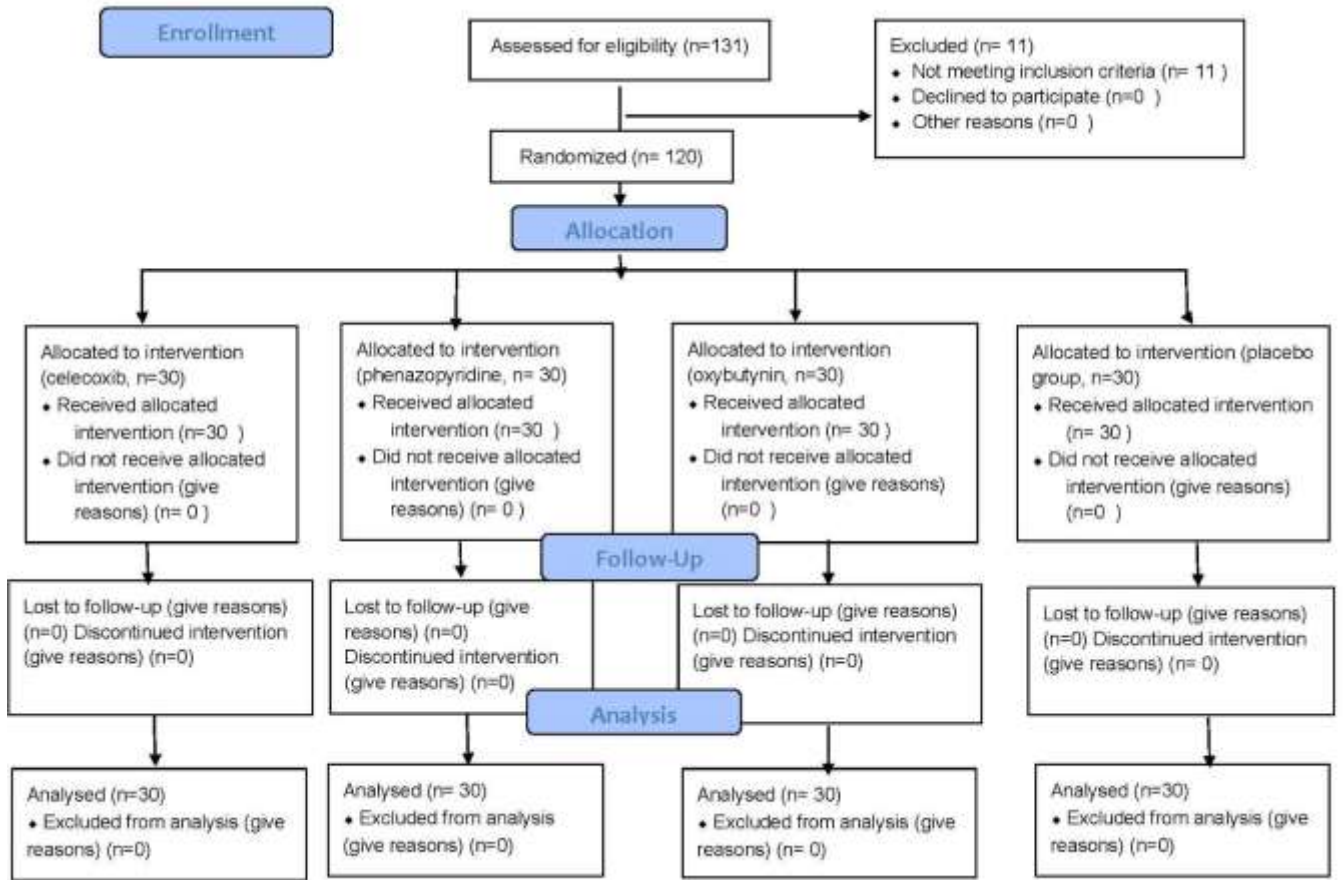 Enrollment
Assessed for eligibility (n=131)
Excluded (n= 11)
⬥ Not meeting inclusion criteria (n= 11 )
⬥ Declined to participate (n=0 )
⬥ Other reasons (n=0 )
Randomized (n= 120)
Allocation
Allocated to intervention
(celecoxib, n=30)
⬥ Received allocated
intervention (n=30 )
⬥ Did not receive allocated
intervention (give
reasons) (n= 0 )
Allocated to intervention
(phenazopyridine, n= 30)
⬥ Received allocated
intervention (n=30 )
⬥ Did not receive allocated
intervention (give
reasons) (n= 0 )
Allocated to intervention
(oxybutynin, n=30)
⬥ Received allocated
intervention (n= 30 )
⬥ Did not receive allocated
intervention (give reasons)
(n=0 )
Allocated to intervention (placebo
group, n=30)
⬥ Received allocated intervention
(n= 30 )
⬥ Did not receive allocated
intervention (give reasons)
(n=0 )
Follow-Up
Lost to follow-up (give reasons)
(n=0) Discontinued intervention
(give reasons) (n=0)
Lost to follow-up (give
reasons) (n=0)
Discontinued intervention
(give reasons) (n=0)
Lost to follow-up (give reasons)
(n=0) Discontinued intervention
(give reasons) (n=0)
Lost to follow-up (give reasons)
(n=0) Discontinued intervention
(give reasons) (n= 0)
Analysis
Analysed (n=30)
⬥ Excluded from analysis (give
reasons) (n=0)
Analysed (n= 30)
⬥ Excluded from analysis
(give reasons) (n=0)
Analysed (n= 30)
⬥ Excluded from analysis (give
reasons) (n= 0)
Analysed (n=30)
⬥ Excluded from analysis (give
reasons) (n=0)